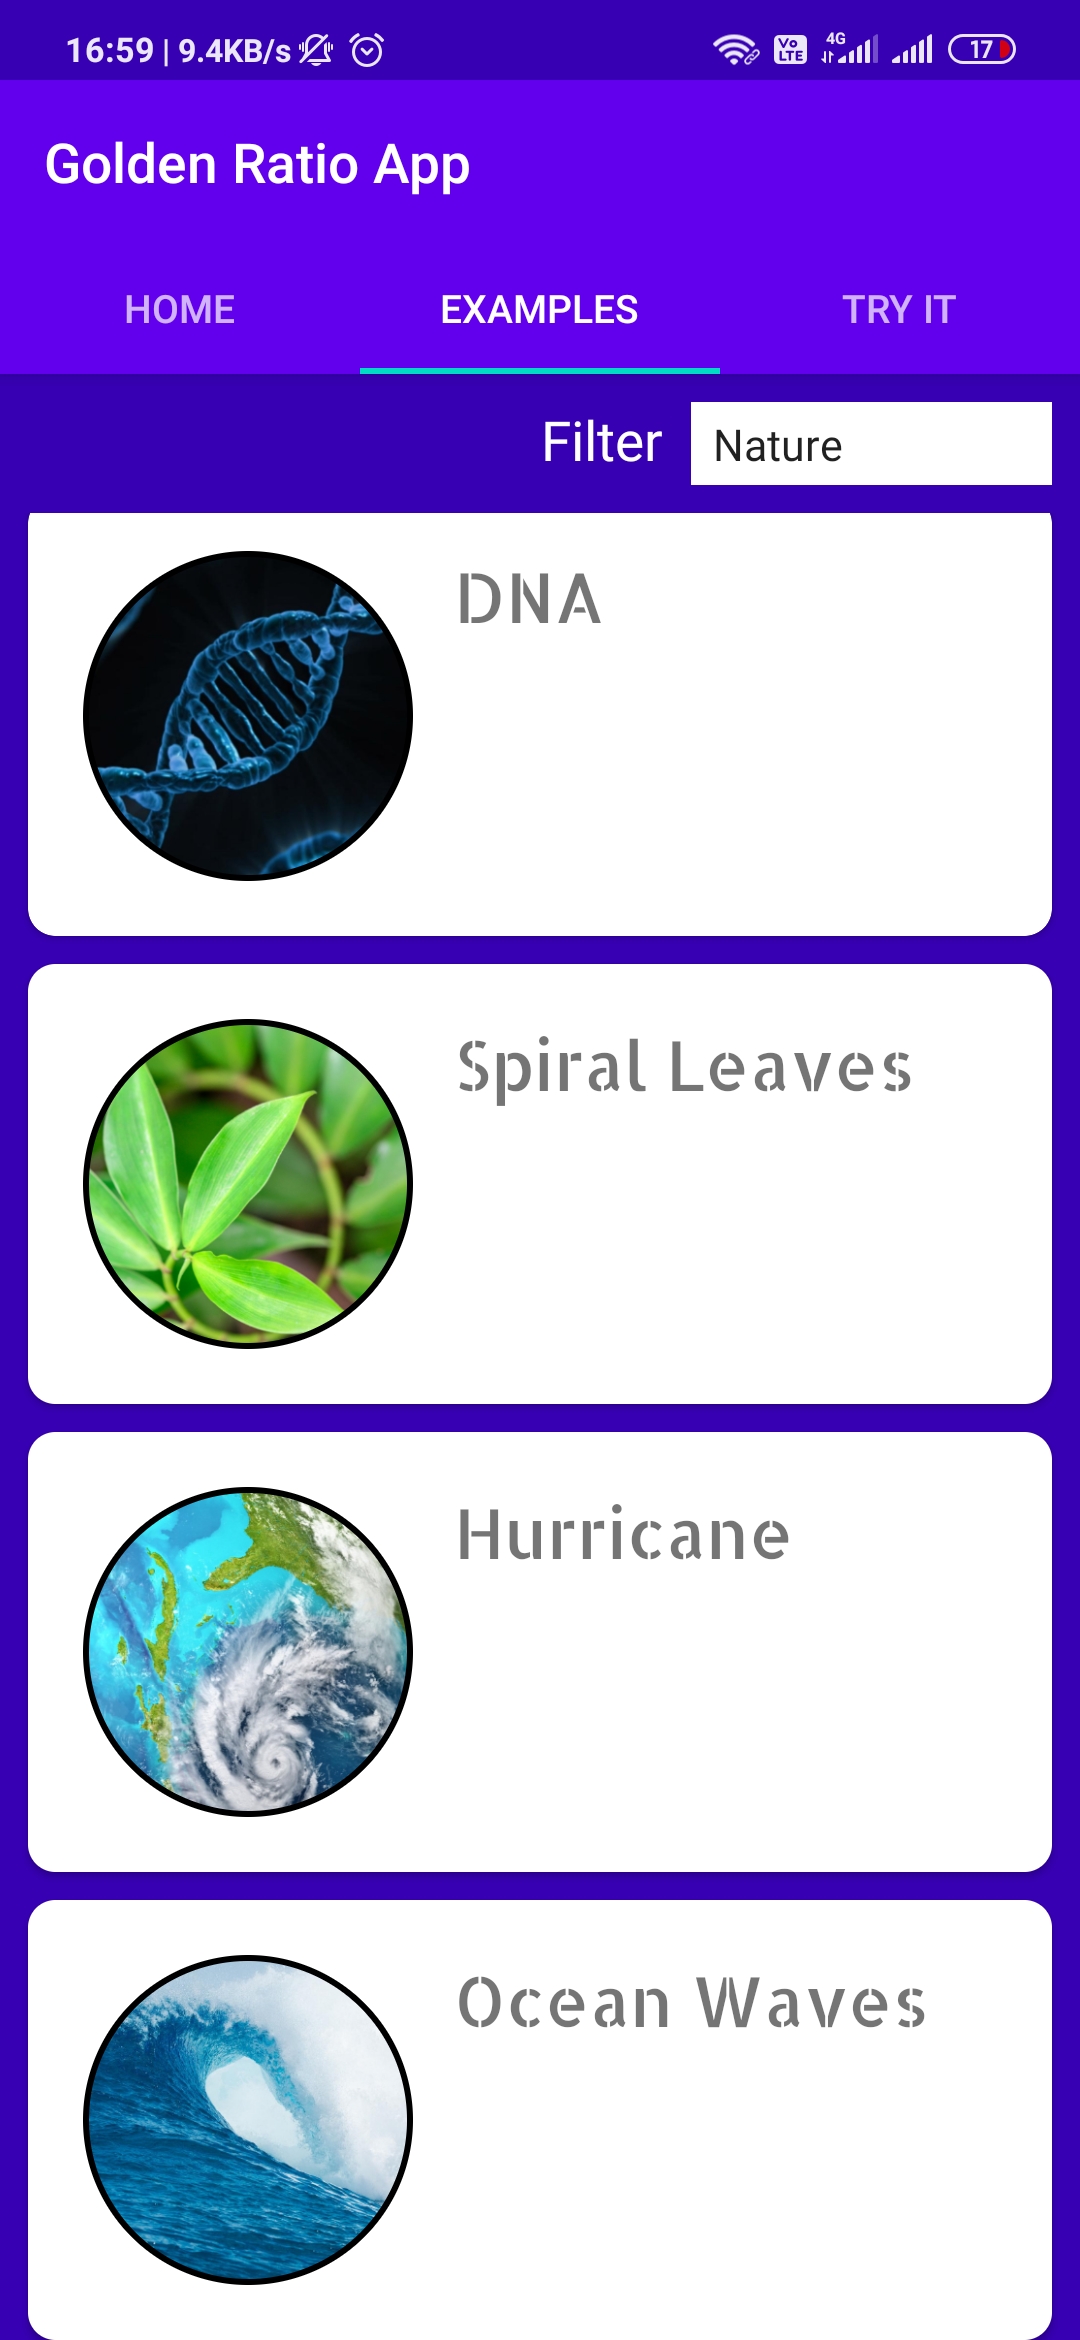 16:59 | 9.4KB/s
Vo LTE 4G 17
Golden Ratio App
HOME EXAMPLES TRY IT
Filter Nature
DNA
Spiral Leaves
Hurricane
Ocean Waves